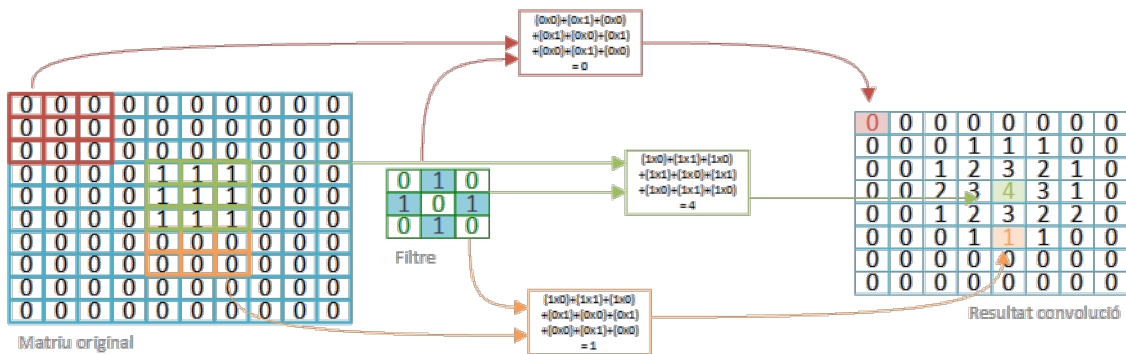 (0x0)+(0x1)+(0x0)
+(0x1)+(0x0)+(0x1)
+(0x0)+(0x1)+(0x0)
= 0
0 0 0 0 0 0 0 0 0 0
0 0 0 0 0 0 0 0 0 0
0 0 0 0 0 0 0 0 0 0
0 0 0 0 1 1 1 0 0 0
0 0 0 0 1 1 1 0 0 0
0 0 0 0 1 1 1 0 0 0
0 0 0 0 0 0 0 0 0 0
0 0 0 0 0 0 0 0 0 0
0 0 0 0 0 0 0 0 0 0
0 0 0 0 0 0 0 0 0 0
Matriu original
0 1 0
1 0 1
0 1 0
Filtre
(1x0)+(1x1)+(1x0)
+(1x1)+(1x0)+(1x1)
+(1x0)+(1x1)+(1x0)
= 4
(1x0)+(1x1)+(1x0)
+(0x1)+(0x0)+(0x1)
+(0x0)+(0x1)+(0x0)
= 1
0 0 0 0 0 0 0 0
0 0 0 1 1 1 0 0
0 0 1 2 3 2 1 0
0 0 2 3 4 3 1 0
0 0 1 2 3 2 2 0
0 0 0 1 1 1 0 0
0 0 0 0 0 0 0 0
0 0 0 0 0 0 0 0
Resultat convolució